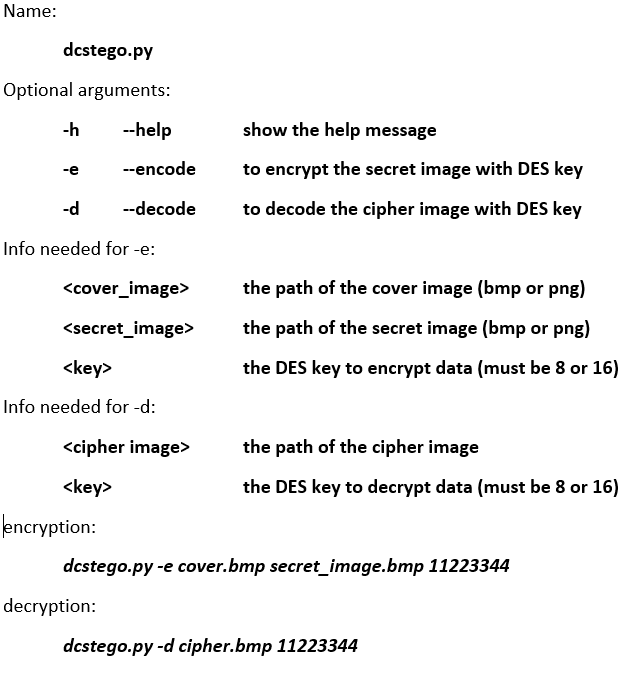 Name:
dcstego.py
Optional arguments:
-h --help show the help message
-e --encode to encrypt the secret image with DES key
-d --decode to decode the cipher image with DES key
Info needed for -e:
<cover_image> the path of the cover image (bmp or png)
<secret_image> the path of the secret image (bmp or png)
<key> the DES key to encrypt data (must be 8 or 16)
Info needed for -d:
<cipher image> the path of the cipher image
<key> the DES key to decrypt data (must be 8 or 16)
encryption:
dcstego.py -e cover.bmp secret_image.bmp 11223344
decryption:
dcstego.py -d cipher.bmp 11223344